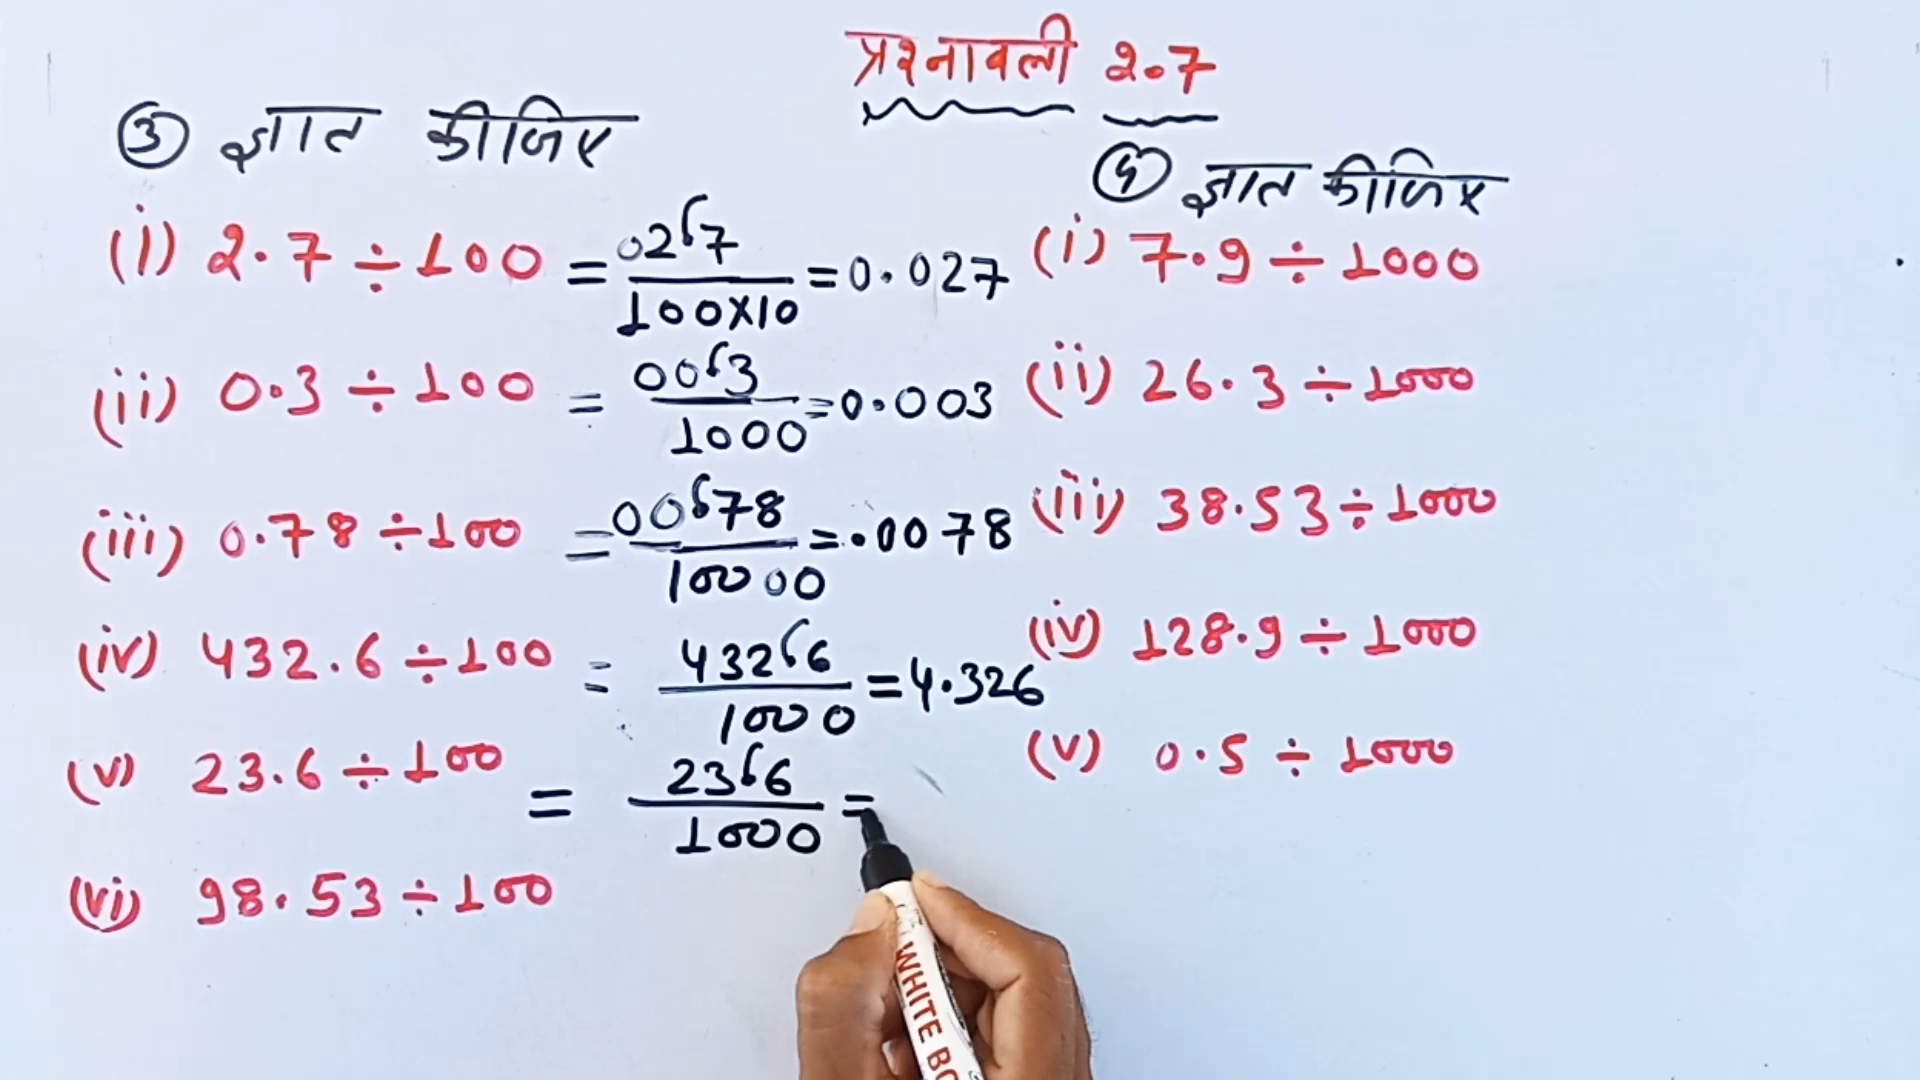 प्रश्नावली 2.7
③ ज्ञात कीजिए
(i) 2.7 ÷ 100 = 027/100×10 = 0.027
(ii) 0.3 ÷ 100 = 003/1000 = 0.003
(iii) 0.78 ÷ 100 = 0078/10000 = .0078
(iv) 432.6 ÷ 100 = 4326/1000 = 4.326
(v) 23.6 ÷ 100 = 236/1000 =
(vi) 98.53 ÷ 100
④ ज्ञात कीजिए
(i) 7.9 ÷ 1000
(ii) 26.3 ÷ 1000
(iii) 38.53 ÷ 1000
(iv) 128.9 ÷ 1000
(v) 0.5 ÷ 1000
WHITE BO